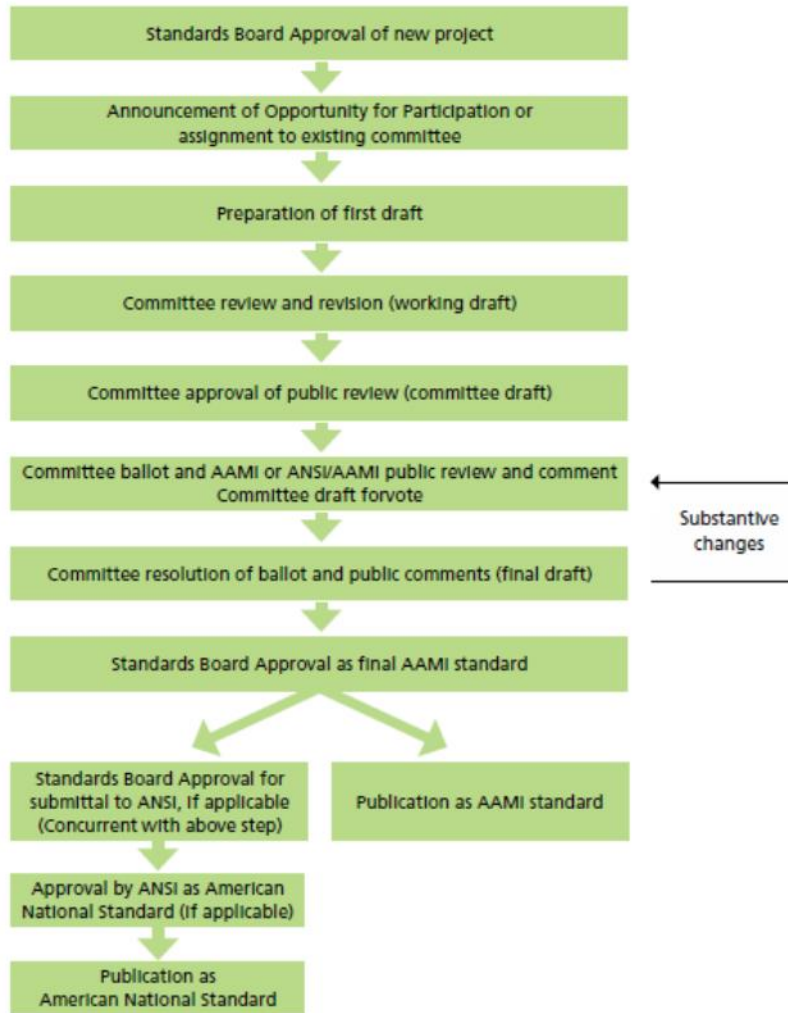 Standards Board Approval of new project
Announcement of Opportunity for Participation or
assignment to existing committee
Preparation of first draft
Committee review and revision (working draft)
Committee approval of public review (committee draft)
Committee ballot and AAMI or ANSI/AAMI public review and comment
Committee draft forvote
Substantive
changes
Committee resolution of ballot and public comments (final draft)
Standards Board Approval as final AAMI standard
Standards Board Approval for
submittal to ANSI, if applicable
(Concurrent with above step)
Publication as AAMI standard
Approval by ANSI as American
National Standard (if applicable)
Publication as
American National Standard